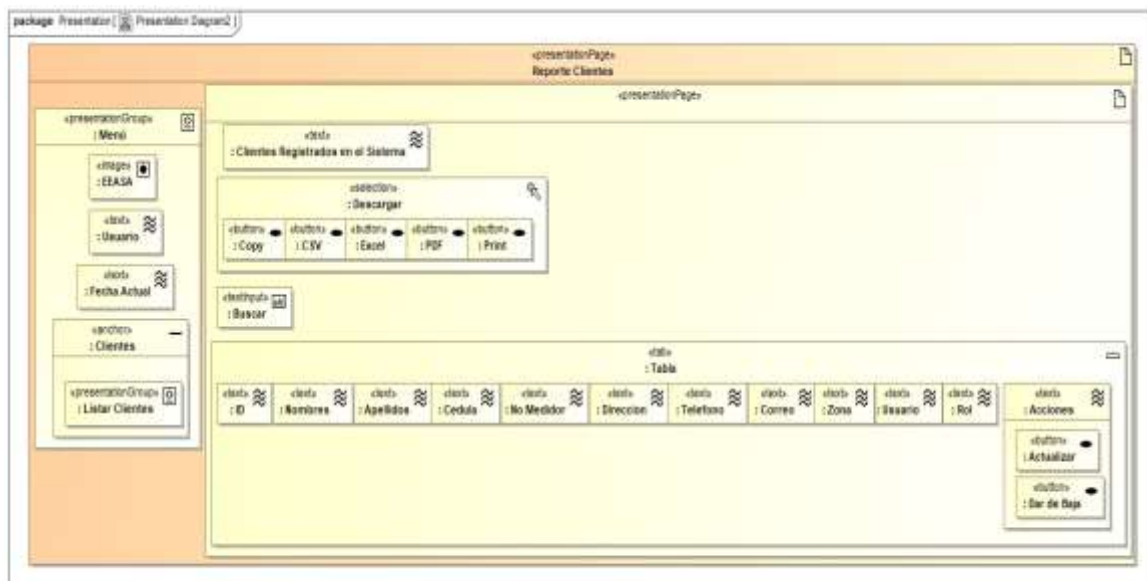 package Presentation [ Presentation Diagram2 ]
«presentationPage»
Reporte Clientes
«presentationGroup»
: Menú
«image»
: EEASA
«text»
: Usuario
«text»
: Fecha Actual
«anchor»
: Clientes
«presentationGroup»
: Listar Clientes
«presentationPage»
«text»
: Clientes Registrados en el Sistema
«selection»
: Descargar
«button»
: Copy
«button»
: CSV
«button»
: Excel
«button»
: PDF
«button»
: Print
«textInput»
: Buscar
: Tabla
«text»
: ID
«text»
: Nombres
«text»
: Apellidos
«text»
: Cedula
«text»
: No Medidor
«text»
: Direccion
«text»
: Telefono
«text»
: Correo
«text»
: Zona
«text»
: Usuario
«text»
: Rol
«text»
: Acciones
«button»
: Actualizar
«button»
: Dar de Baja